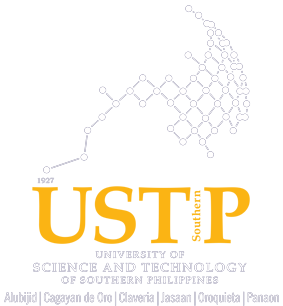 1927
USTP
Southern
UNIVERSITY OF
SCIENCE AND TECHNOLOGY
OF SOUTHERN PHILIPPINES
Alubijid | Cagayan de Oro | Claveria | Jasaan | Oroquieta | Panaon